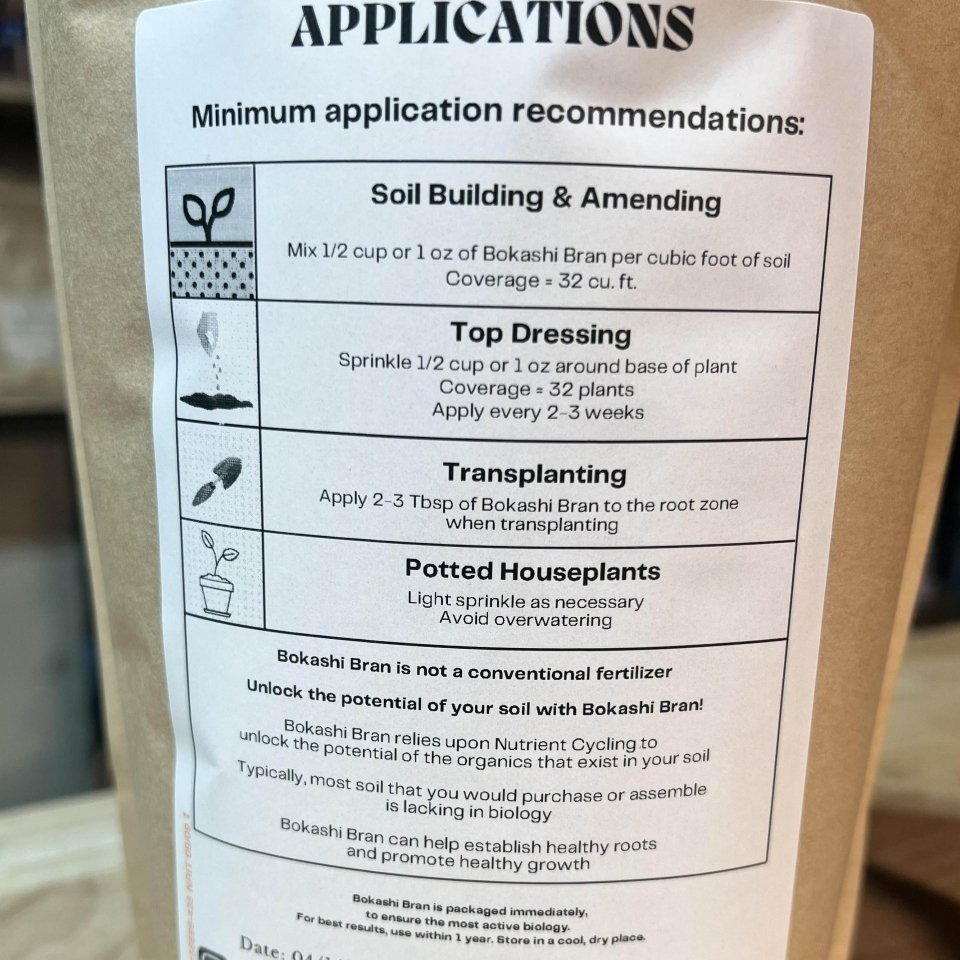 APPLICATIONS
Minimum application recommendations:
Soil Building & Amending
Mix 1/2 cup or 1 oz of Bokashi Bran per cubic foot of soil
Coverage = 32 cu. ft.
Top Dressing
Sprinkle 1/2 cup or 1 oz around base of plant
Coverage = 32 plants
Apply every 2-3 weeks
Transplanting
Apply 2-3 Tbsp of Bokashi Bran to the root zone
when transplanting
Potted Houseplants
Light sprinkle as necessary
Avoid overwatering
Bokashi Bran is not a conventional fertilizer
Unlock the potential of your soil with Bokashi Bran!
Bokashi Bran relies upon Nutrient Cycling to
unlock the potential of the organics that exist in your soil
Typically, most soil that you would purchase or assemble
is lacking in biology
Bokashi Bran can help establish healthy roots
and promote healthy growth
Bokashi Bran is packaged immediately,
to ensure the most active biology.
For best results, use within 1 year. Store in a cool, dry place.
Date: